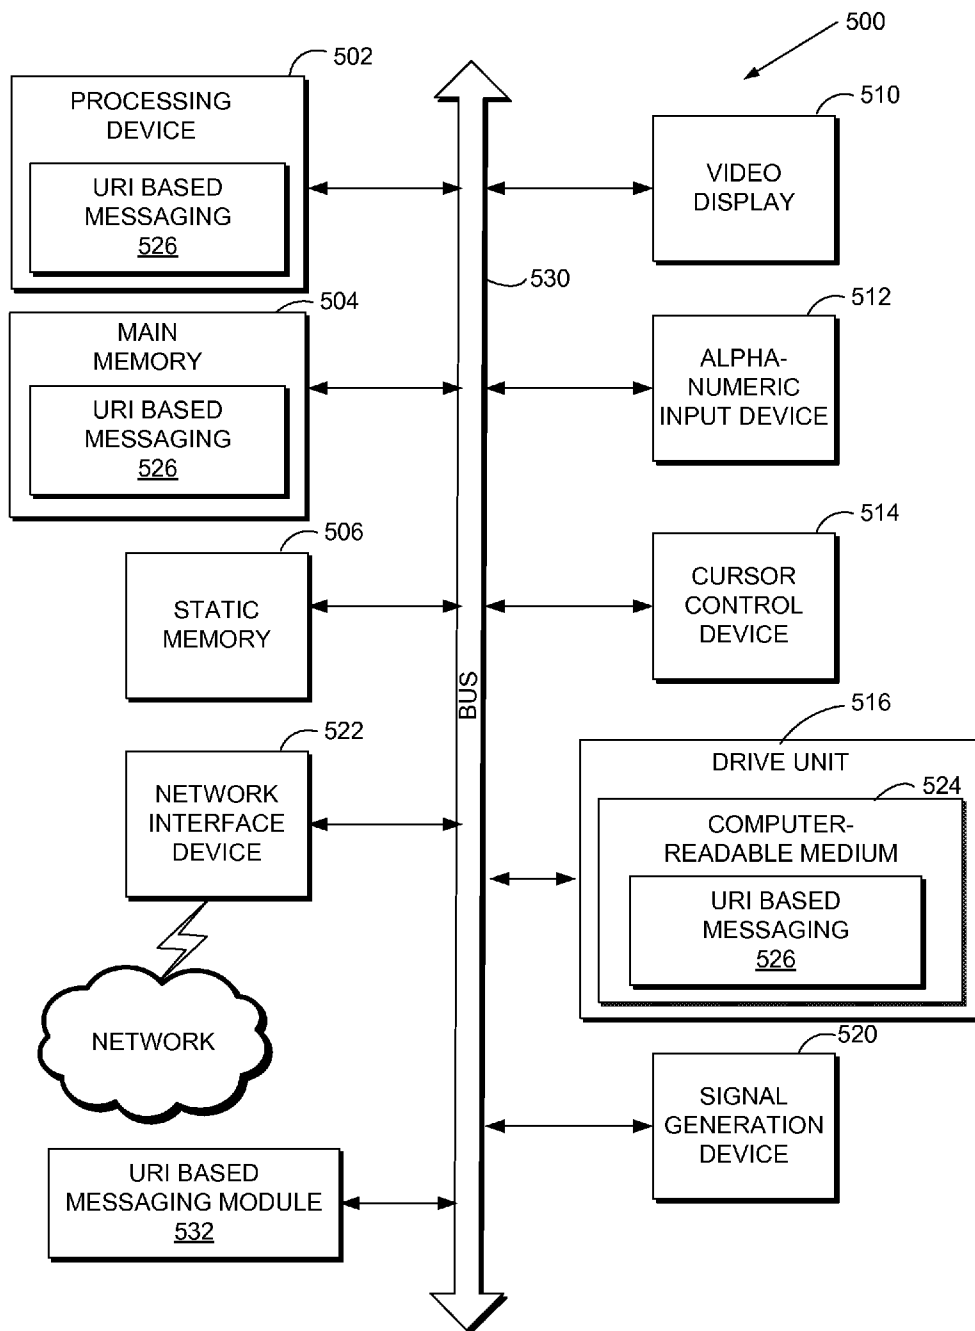 500
502
PROCESSING
DEVICE
URI BASED
MESSAGING
526
510
VIDEO
DISPLAY
530
504
MAIN
MEMORY
URI BASED
MESSAGING
526
512
ALPHA-
NUMERIC
INPUT DEVICE
506
STATIC
MEMORY
514
CURSOR
CONTROL
DEVICE
BUS
522
NETWORK
INTERFACE
DEVICE
516
DRIVE UNIT
524
COMPUTER-
READABLE MEDIUM
URI BASED
MESSAGING
526
NETWORK
520
SIGNAL
GENERATION
DEVICE
URI BASED
MESSAGING MODULE
532